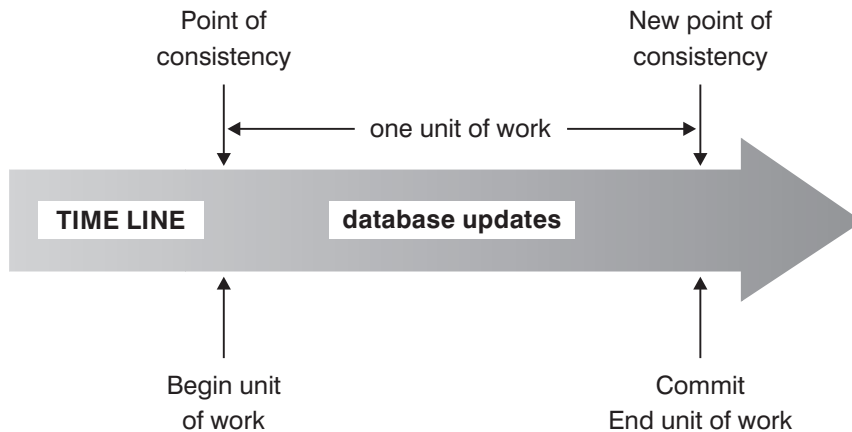 Point of
consistency
New point of
consistency
one unit of work
TIME LINE
database updates
Begin unit
of work
Commit
End unit of work